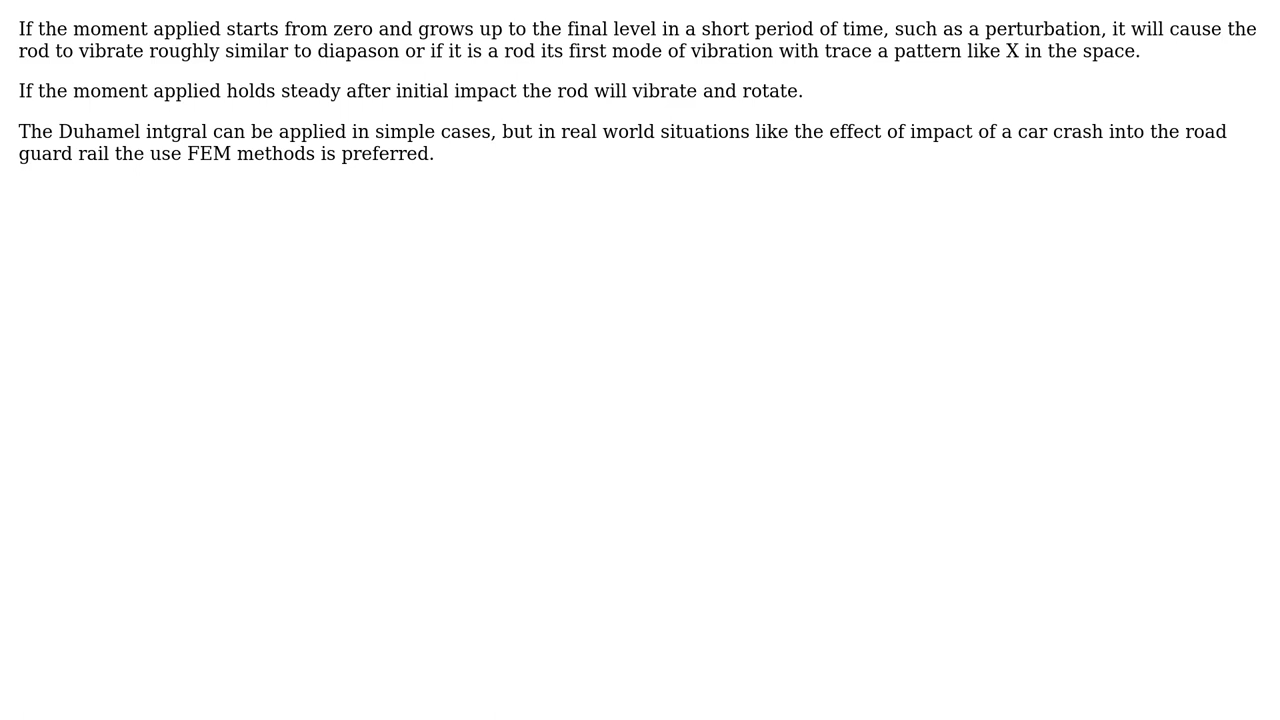 If the moment applied starts from zero and grows up to the final level in a short period of time, such as a perturbation, it will cause the
rod to vibrate roughly similar to diapason or if it is a rod its first mode of vibration with trace a pattern like X in the space.
If the moment applied holds steady after initial impact the rod will vibrate and rotate.
The Duhamel intgral can be applied in simple cases, but in real world situations like the effect of impact of a car crash into the road
guard rail the use FEM methods is preferred.